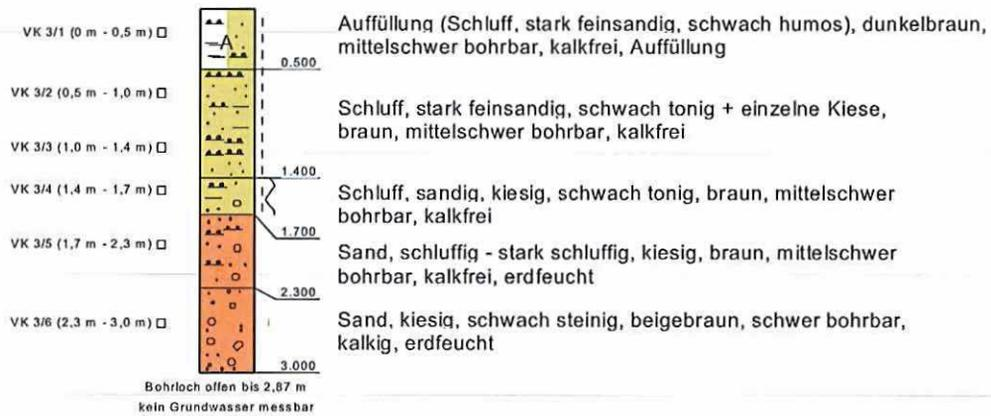 VK 3/1 (0 m - 0,5 m)
A
Auffüllung (Schluff, stark feinsandig, schwach humos), dunkelbraun,
mittelschwer bohrbar, kalkfrei, Auffüllung
0.500
VK 3/2 (0,5 m - 1,0 m)
Schluff, stark feinsandig, schwach tonig + einzelne Kiese,
braun, mittelschwer bohrbar, kalkfrei
VK 3/3 (1,0 m - 1,4 m)
1.400
VK 3/4 (1,4 m - 1,7 m)
Schluff, sandig, kiesig, schwach tonig, braun, mittelschwer
bohrbar, kalkfrei
1.700
VK 3/5 (1,7 m - 2,3 m)
Sand, schluffig - stark schluffig, kiesig, braun, mittelschwer
bohrbar, kalkfrei, erdfeucht
2.300
VK 3/6 (2,3 m - 3,0 m)
Sand, kiesig, schwach steinig, beigebraun, schwer bohrbar,
kalkig, erdfeucht
3.000
Bohrloch offen bis 2,87 m
kein Grundwasser messbar